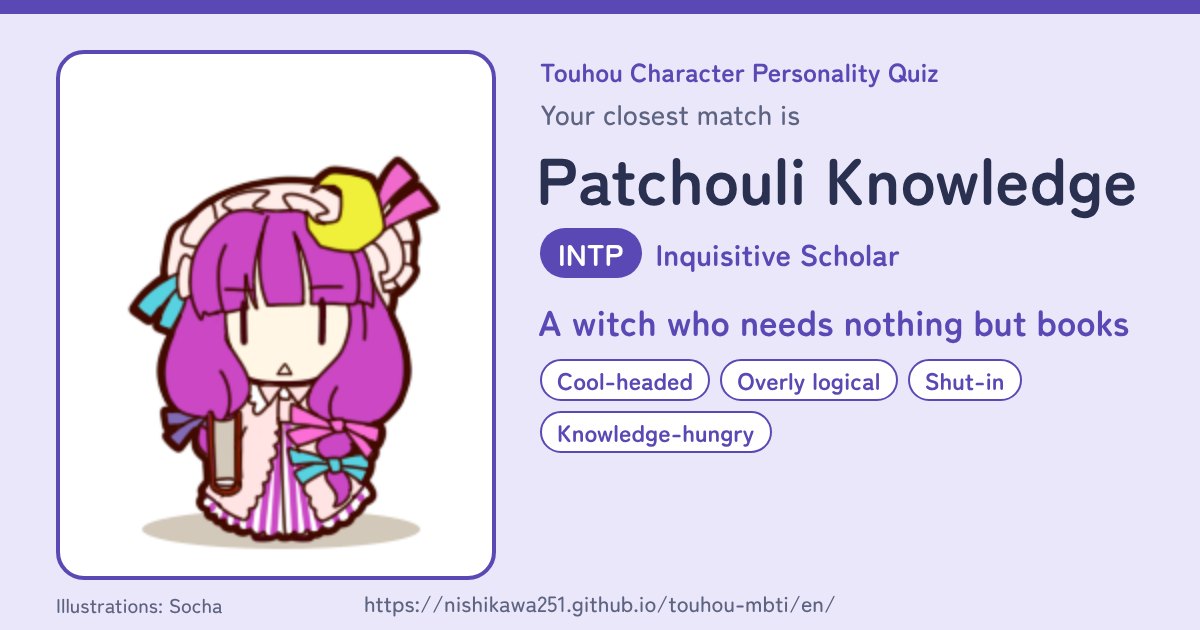 Touhou Character Personality Quiz
Your closest match is
Patchouli Knowledge
INTP Inquisitive Scholar
A witch who needs nothing but books
Cool-headed Overly logical Shut-in
Knowledge-hungry
Illustrations: Socha https://nishikawa251.github.io/touhou-mbti/en/